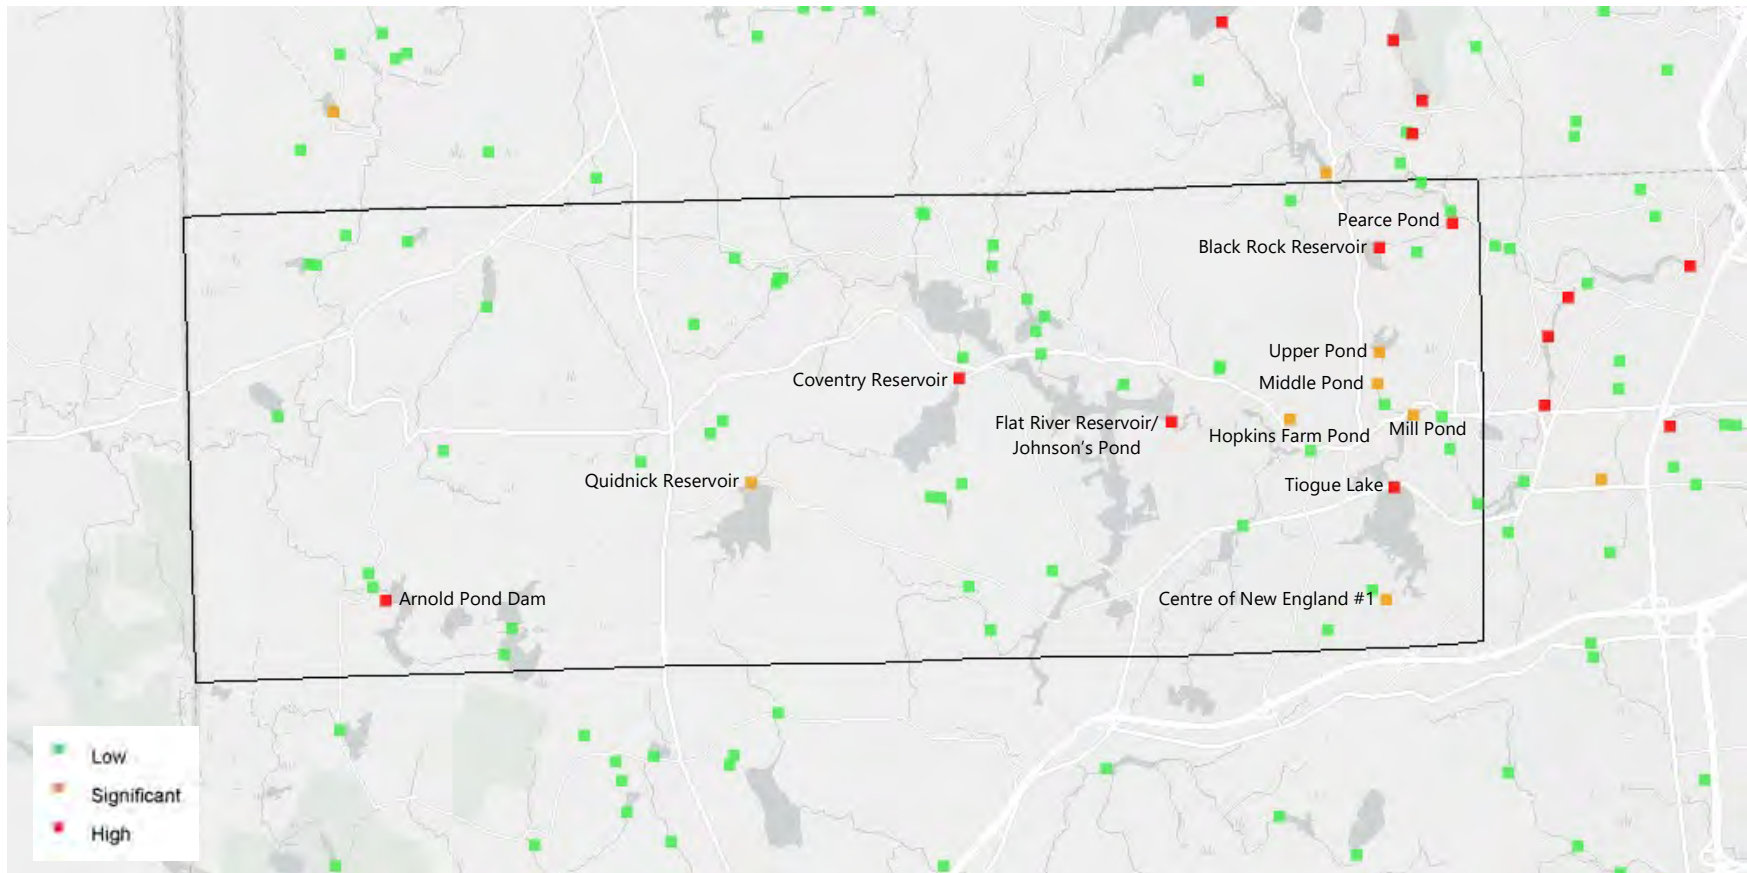 Pearce Pond
Black Rock Reservoir
Upper Pond
Coventry Reservoir
Middle Pond
Flat River Reservoir/
Johnson's Pond
Hopkins Farm Pond
Mill Pond
Quidnick Reservoir
Tiogue Lake
Arnold Pond Dam
Centre of New England #1
Low
Significant
High